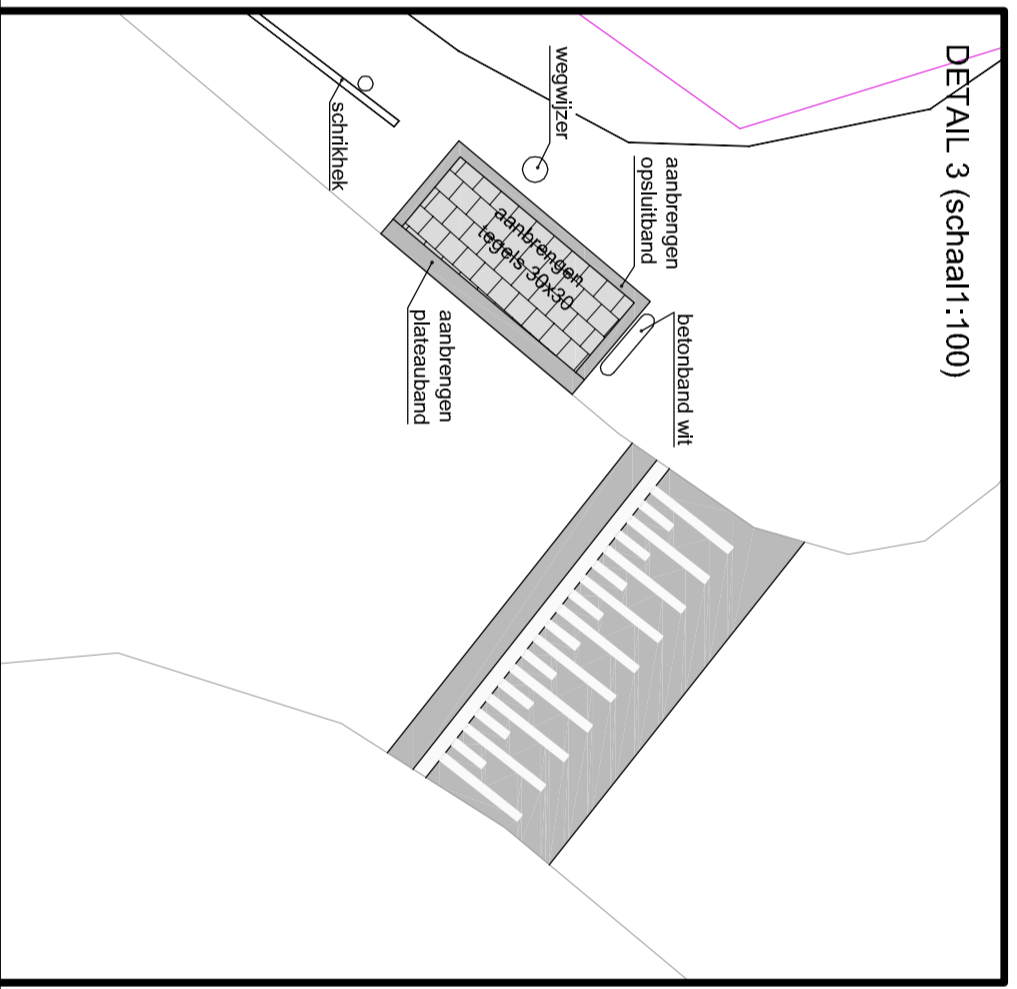 DETAIL 3 (schaal1:100)
wegwijzer
aanbrengen
opsluitband
schrikhek
aanbrengen
tegels 30x30
betonband wit
aanbrengen
plateauband